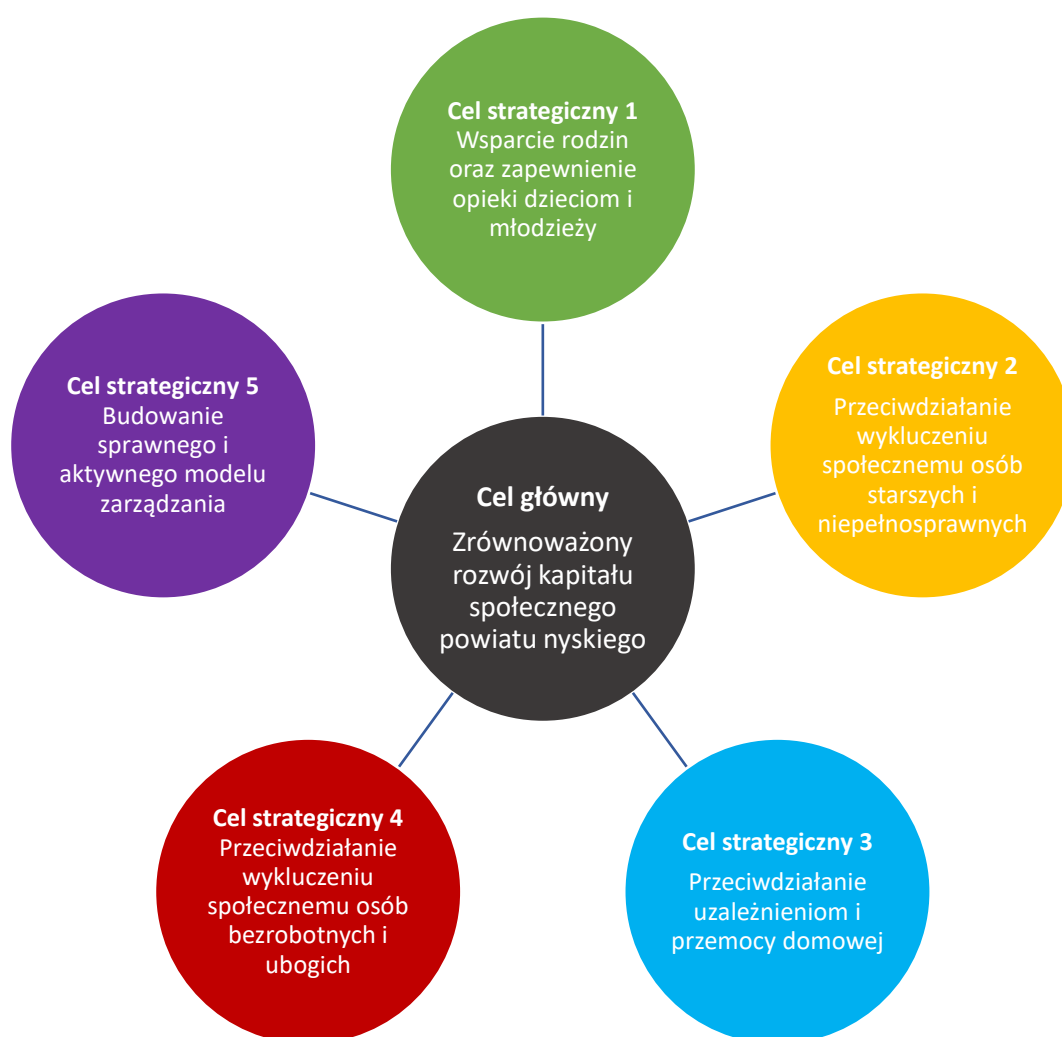 Cel strategiczny 1
Wsparcie rodzin
oraz zapewnienie
opieki dzieciom i
młodzieży
Cel strategiczny 2
Przeciwdziałanie
wykluczeniu
społecznemu osób
starszych i
niepełnosprawnych
Cel strategiczny 5
Budowanie
sprawnego i
aktywnego modelu
zarządzania
Cel główny
Zrównoważony
rozwój kapitału
społecznego
powiatu nyskiego
Cel strategiczny 4
Przeciwdziałanie
wykluczeniu
społecznemu osób
bezrobotnych i
ubogich
Cel strategiczny 3
Przeciwdziałanie
uzależnieniom i
przemocy domowej